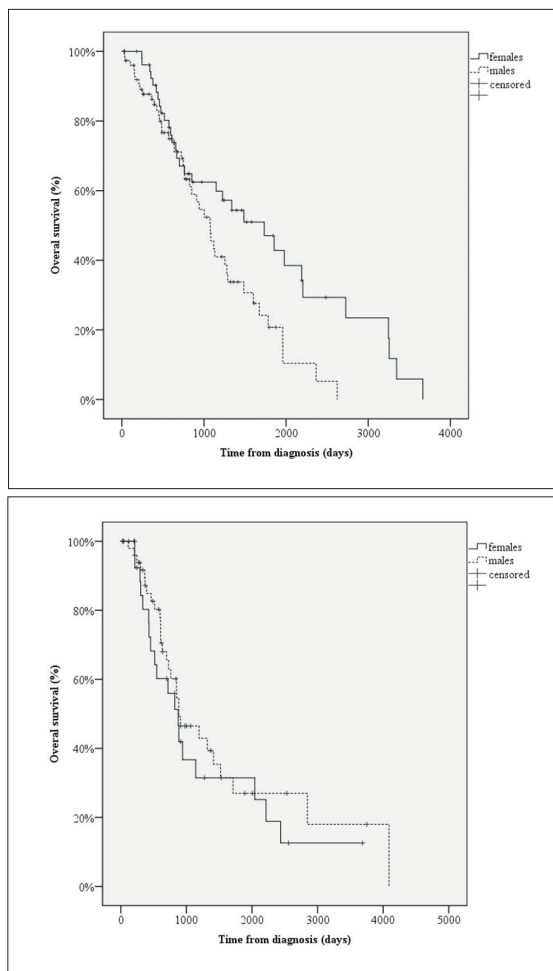 100%
80%
60%
40%
20%
0%
Overal survival (%)
0 1000 2000 3000 4000
Time from diagnosis (days)
females
males
censored
100%
80%
60%
40%
20%
0%
Overal survival (%)
0 1000 2000 3000 4000 5000
Time from diagnosis (days)
females
males
censored